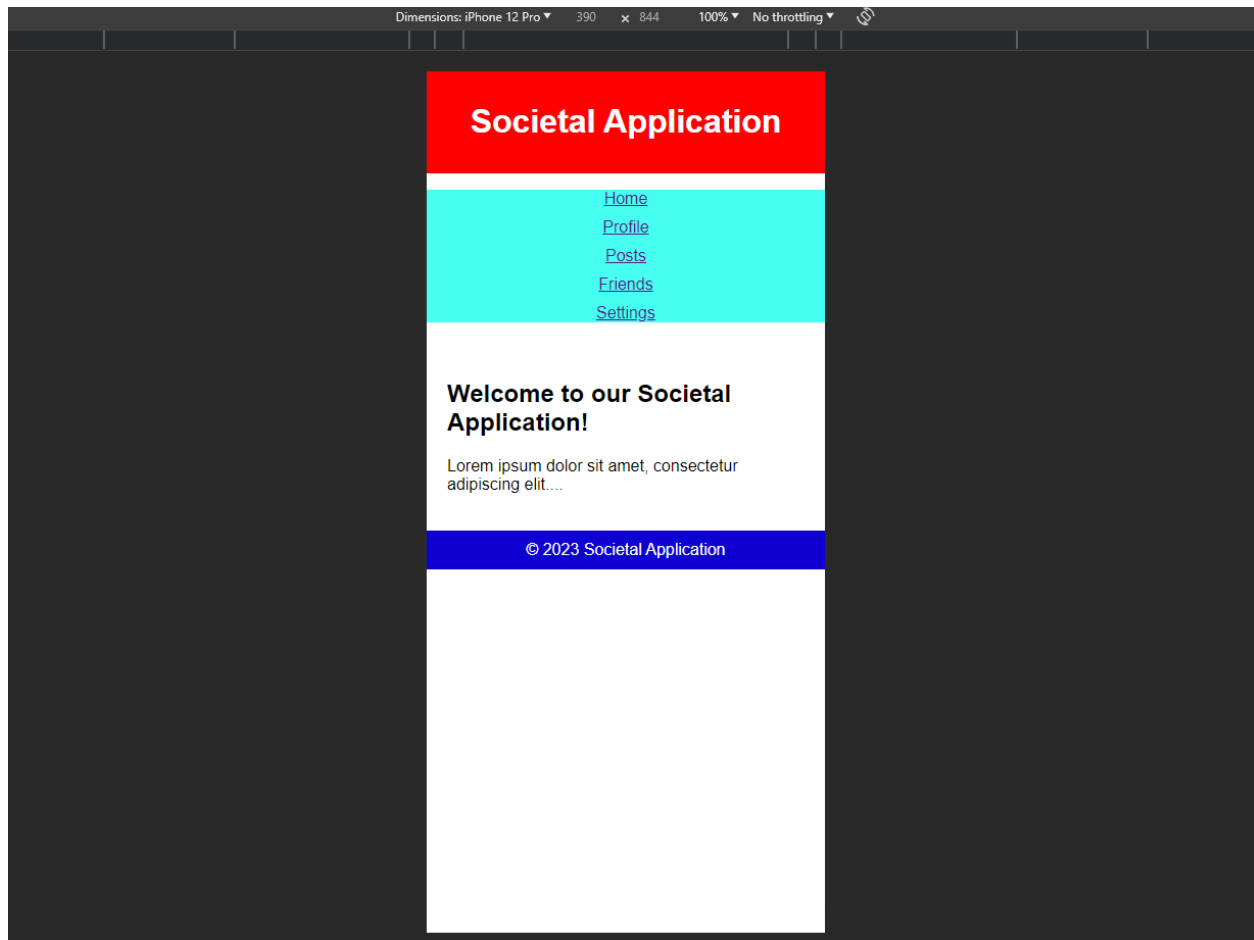 Dimensions: iPhone 12 Pro ▼ 390 x 844 100% ▼ No throttling ▼
Societal Application
Home
Profile
Posts
Friends
Settings
Welcome to our Societal
Application!
Lorem ipsum dolor sit amet, consectetur
adipiscing elit....
© 2023 Societal Application